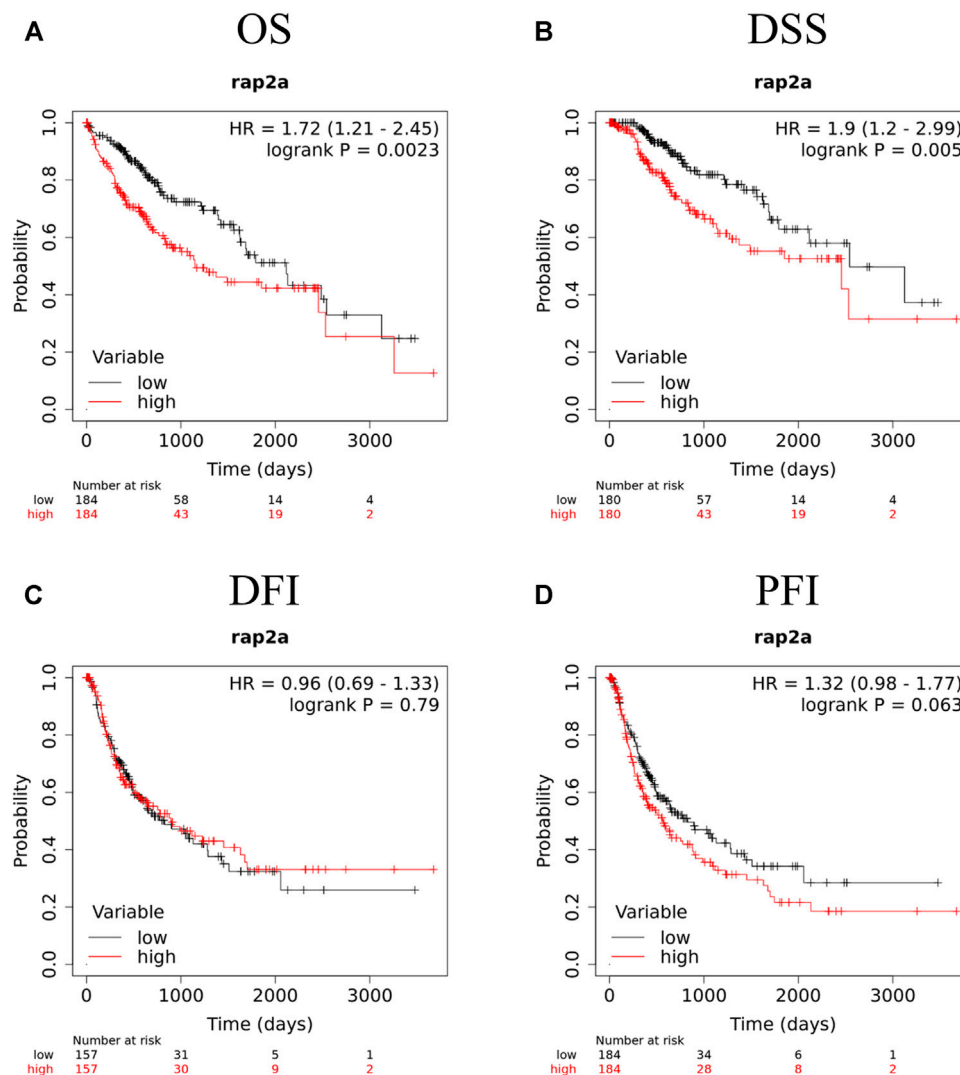 A
OS
rap2a
HR = 1.72 (1.21 - 2.45)
logrank P = 0.0023
Probability
0.0 0.2 0.4 0.6 0.8 1.0
Variable
low
high
0 1000 2000 3000
Time (days)
Number at risk
low 184 58 14 4
high 184 43 19 2
B
DSS
rap2a
HR = 1.9 (1.2 - 2.99)
logrank P = 0.005
Probability
0.0 0.2 0.4 0.6 0.8 1.0
Variable
low
high
0 1000 2000 3000
Time (days)
Number at risk
low 180 57 14 4
high 180 43 19 2
C
DFI
rap2a
HR = 0.96 (0.69 - 1.33)
logrank P = 0.79
Probability
0.0 0.2 0.4 0.6 0.8 1.0
Variable
low
high
0 1000 2000 3000
Time (days)
Number at risk
low 157 31 5 1
high 157 30 9 2
D
PFI
rap2a
HR = 1.32 (0.98 - 1.77)
logrank P = 0.063
Probability
0.0 0.2 0.4 0.6 0.8 1.0
Variable
low
high
0 1000 2000 3000
Time (days)
Number at risk
low 184 34 6 1
high 184 28 8 2